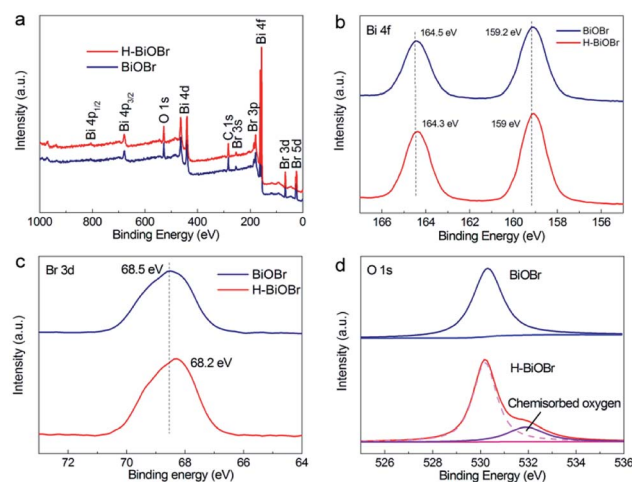 a
H-BiOBr
BiOBr
Bi 4p1/2
Bi 4p3/2
O 1s
Bi 4d
C 1s
Br 3s
Br 3p
Bi 4f
Br 3d
Br 5d
Intensity (a.u.)
1000 800 600 400 200 0
Binding Energy (eV)
b
Bi 4f
164.5 eV
159.2 eV
BiOBr
H-BiOBr
164.3 eV
159 eV
Intensity (a.u.)
166 164 162 160 158 156
Binding Energy (eV)
c
Br 3d
68.5 eV
BiOBr
H-BiOBr
68.2 eV
Intensity (a.u.)
72 70 68 66 64
Binding energy (eV)
d
O 1s
BiOBr
H-BiOBr
Chemisorbed oxygen
Intensity (a.u.)
526 528 530 532 534 536
Binding Energy (eV)